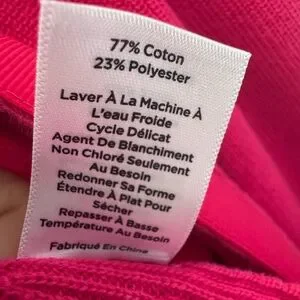 77% Coton
23% Polyester
Laver À La Machine À
L'eau Froide
Cycle Délicat
Agent De Blanchiment
Non Chloré Seulement
Au Besoin
Redonner Sa Forme
Étendre À Plat Pour
Sécher
Repasser À Basse
Température Au Besoin
Fabriqué En China